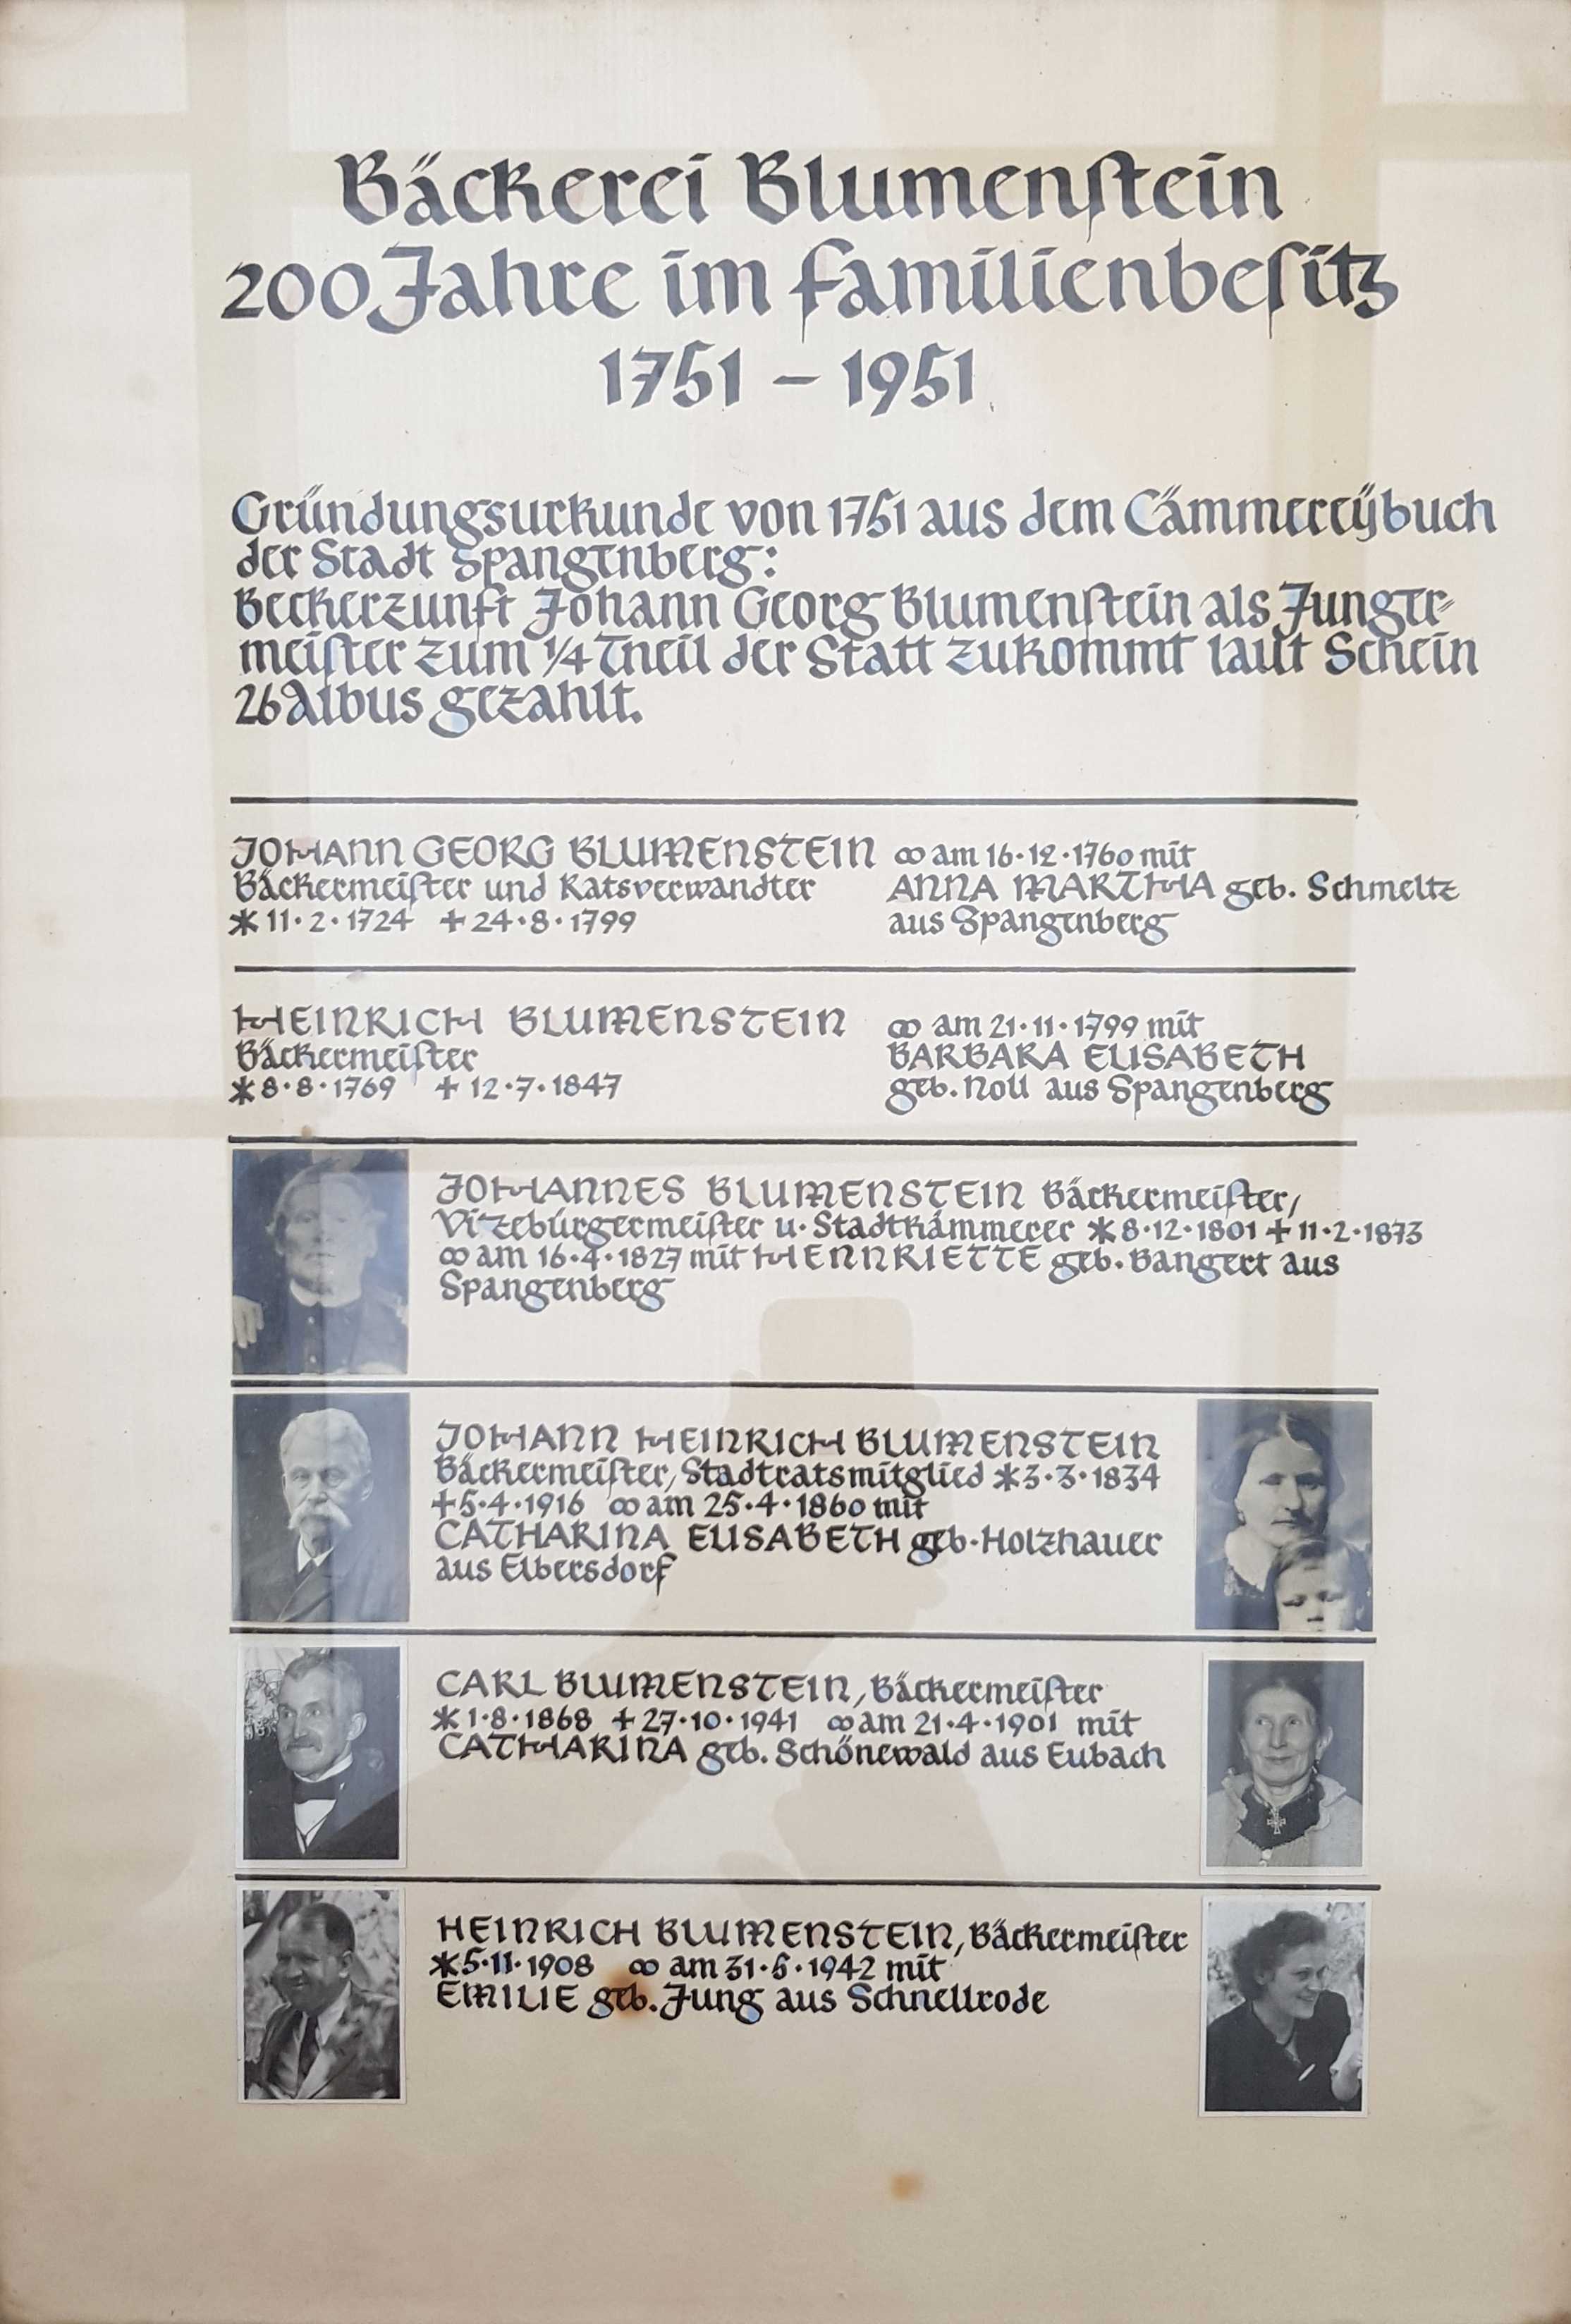 Bäckerei Blumenstein
200 Jahre im Familienbesitz
1751 – 1951
Gründungsurkunde von 1751 aus dem Cämmereÿbuch
der Stadt Spangenberg:
Beckerzunft Johann Georg Blumenstein als Junger-
meister zum 1/4 Theil der Statt zukommt laut Schein
26 Albus gezahlt.
JOHANN GEORG BLUMENSTEIN ∞ am 16·12·1760 mit
Bäckermeister und Ratsverwandter ANNA MARTHA geb. Schmeltz
* 11·2·1724 + 24·8·1799 aus Spangenberg
HEINRICH BLUMENSTEIN ∞ am 21·11·1799 mit
Bäckermeister BARBARA ELISABETH
* 8·8·1769 + 12·7·1847 geb. Noll aus Spangenberg
JOHANNES BLUMENSTEIN Bäckermeister,
Vizebürgermeister u· Stadtkämmerer * 8·12·1801 + 11·2·1873
∞ am 16·4·1827 mit HENNRIETTE geb. Bangert aus
Spangenberg
JOHANN HEINRICH BLUMENSTEIN
Bäckermeister, Stadtratsmitglied * 3·3·1834
+ 5·4·1916 ∞ am 25·4·1860 mit
CATHARINA ELISABETH geb·Holzhauer
aus Elbersdorf
CARL BLUMENSTEIN, Bäckermeister
* 1·8·1868 + 27·10·1941 ∞ am 21·4·1901 mit
CATHARINA geb. Schönewald aus Eubach
HEINRICH BLUMENSTEIN, Bäckermeister
* 5·11·1908 ∞ am 31·5·1942 mit
EMILIE geb. Jung aus Schnellrode